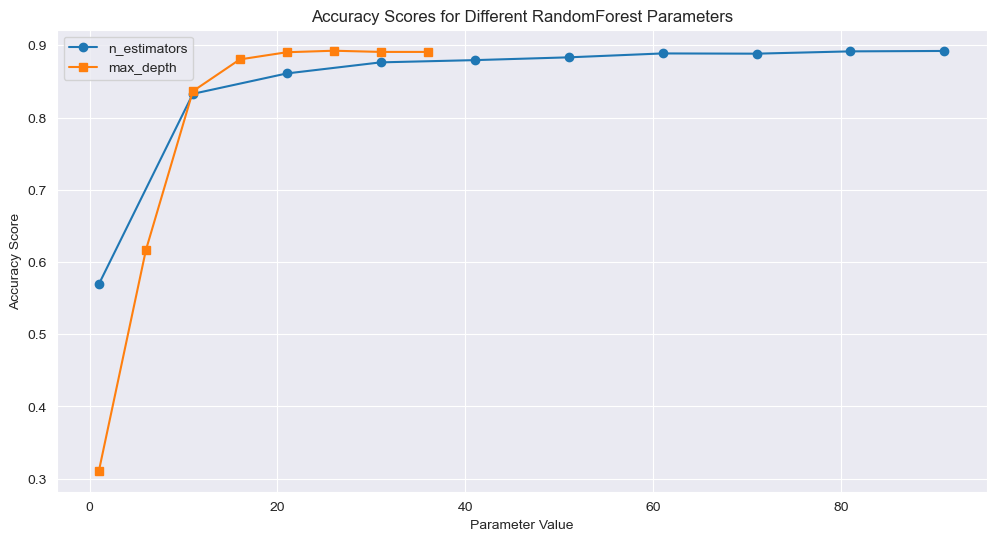 Accuracy Scores for Different RandomForest Parameters
n_estimators
max_depth
0.9
0.8
0.7
0.6
0.5
0.4
0.3
Accuracy Score
0 20 40 60 80
Parameter Value